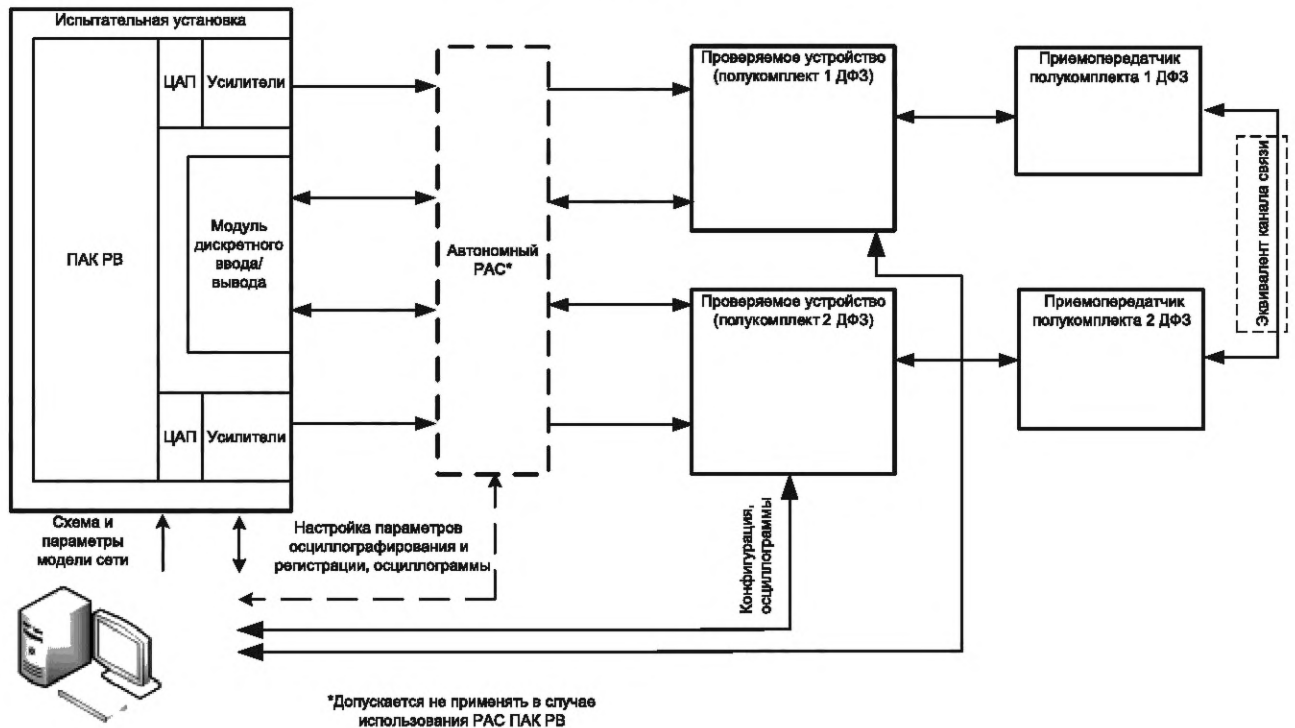 Испытательная установка
ПАК РВ
ЦАП
Усилители
Модуль
дискретного
ввода/
вывода
ЦАП
Усилители
Автономный
РАС*
Проверяемое устройство
(полукомплект 1 ДФЗ)
Приемопередатчик
полукомплекта 1 ДФЗ
Эквивалент канала связи
Проверяемое устройство
(полукомплект 2 ДФЗ)
Приемопередатчик
полукомплекта 2 ДФЗ
Схема и
параметры
модели сети
Настройка параметров
осциллографирования и
регистрации, осциллограммы
Конфигурация,
осциллограммы
*Допускается не применять в случае
использования РАС ПАК РВ